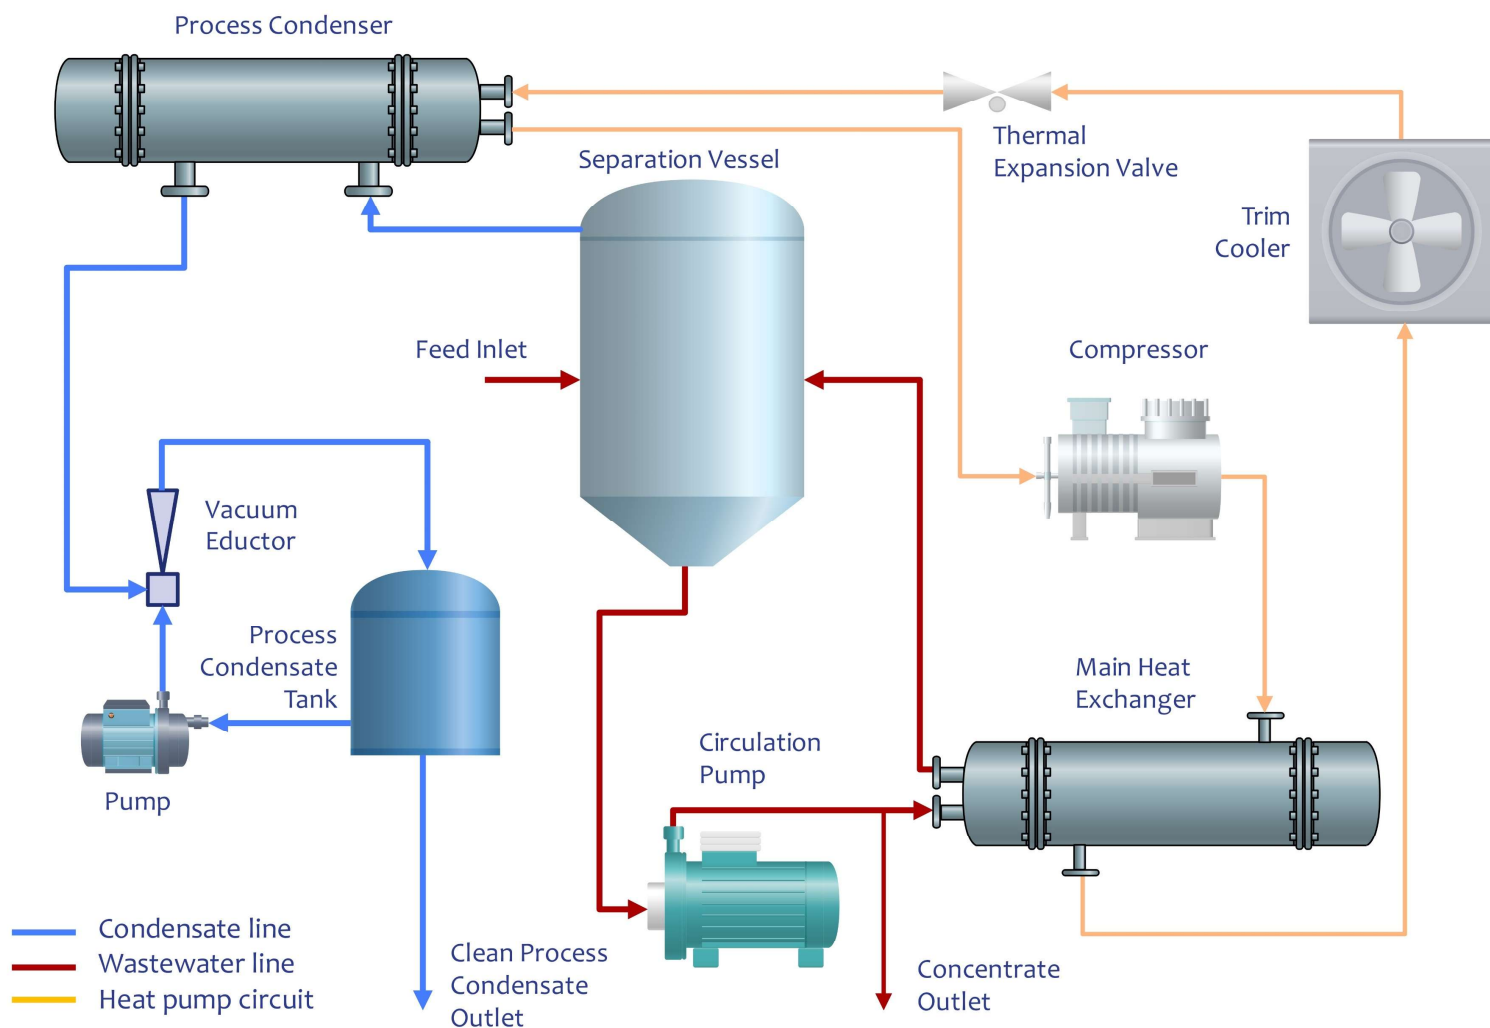 Process Condenser
Separation Vessel
Thermal
Expansion Valve
Trim
Cooler
Feed Inlet
Compressor
Vacuum
Eductor
Process
Condensate
Tank
Main Heat
Exchanger
Circulation
Pump
Pump
Condensate line
Wastewater line
Heat pump circuit
Clean Process
Condensate
Outlet
Concentrate
Outlet